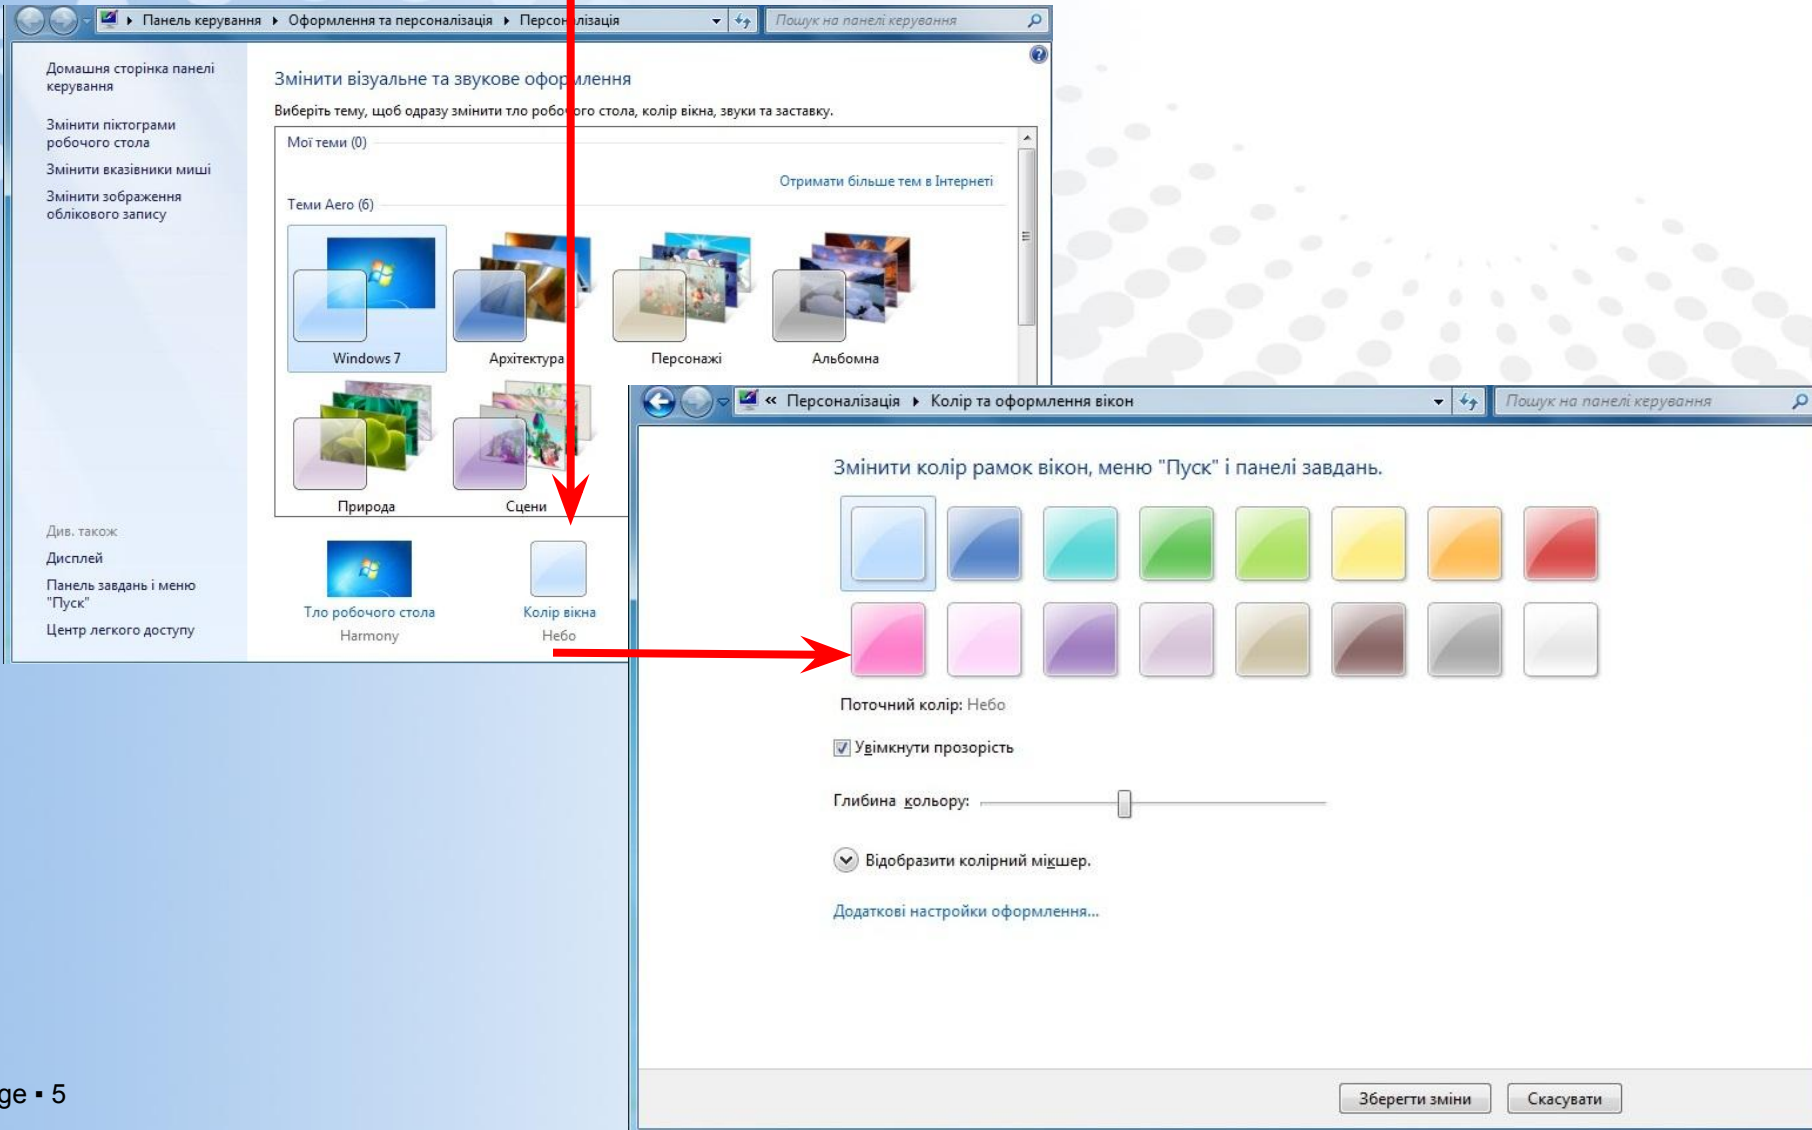 Панель керування ▸ Оформлення та персоналізація ▸ Персоналізація
Пошук на панелі керування
Домашня сторінка панелі
керування
Змінити піктограми
робочого стола
Змінити вказівники миші
Змінити зображення
облікового запису
Див. також
Дисплей
Панель завдань і меню
"Пуск"
Центр легкого доступу
Змінити візуальне та звукове оформлення
Виберіть тему, щоб одразу змінити тло робочого стола, колір вікна, звуки та заставку.
Мої теми (0)
Отримати більше тем в Інтернеті
Теми Aero (6)
Windows 7
Архітектура
Персонажі
Альбомна
Природа
Сцени
Тло робочого стола
Harmony
Колір вікна
Небо
« Персоналізація ▸ Колір та оформлення вікон
Пошук на панелі керування
Змінити колір рамок вікон, меню "Пуск" і панелі завдань.
Поточний колір: Небо
Увімкнути прозорість
Глибина кольору:
Відобразити колірний мікшер.
Додаткові настройки оформлення...
Зберегти зміни
Скасувати
ge ▪ 5